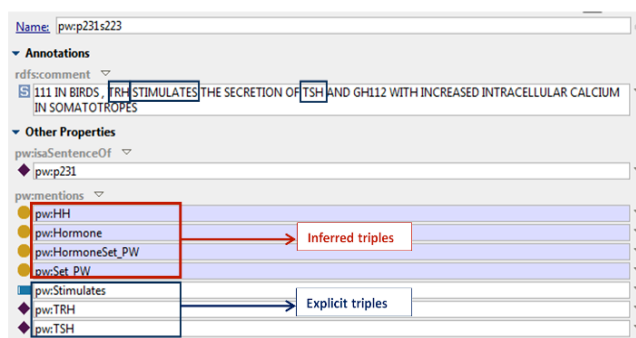 Name: pw:p231s223
Annotations
rdfs:comment
111 IN BIRDS , TRH STIMULATES THE SECRETION OF TSH AND GH112 WITH INCREASED INTRACELLULAR CALCIUM
IN SOMATOTROPES
Other Properties
pw:isaSentenceOf
pw:p231
pw:mentions
pw:HH
pw:Hormone
pw:HormoneSet_PW
pw:Set_PW
pw:Stimulates
pw:TRH
pw:TSH
Inferred triples
Explicit triples